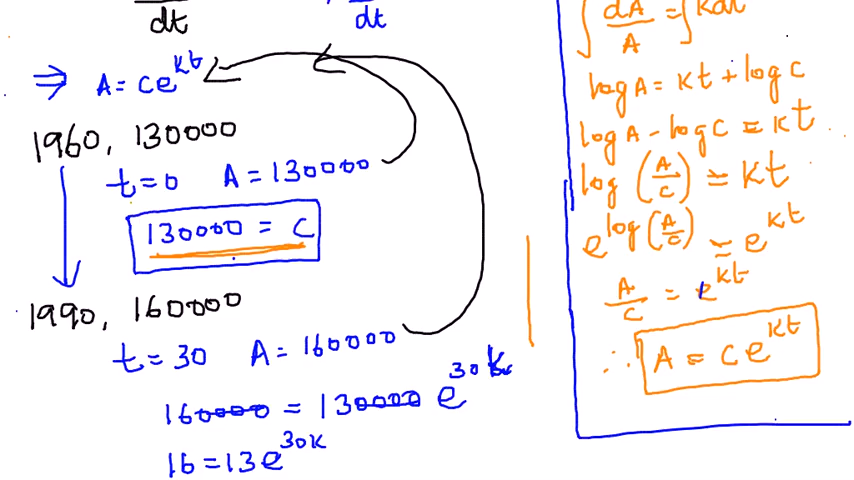 dt
dt
⇒ A = ce^kt
1960, 130000
t = 0 A = 130000
130000 = C
1990, 160000
t = 30 A = 160000
160000 = 130000 e^30k
16 = 13e^30k
∫ dA/A = ∫ Kdt
log A = Kt + log C
log A - log C = Kt
log (A/C) = Kt
e^log(A/C) = e^Kt
A/C = e^Kt
∴ A = ce^Kt